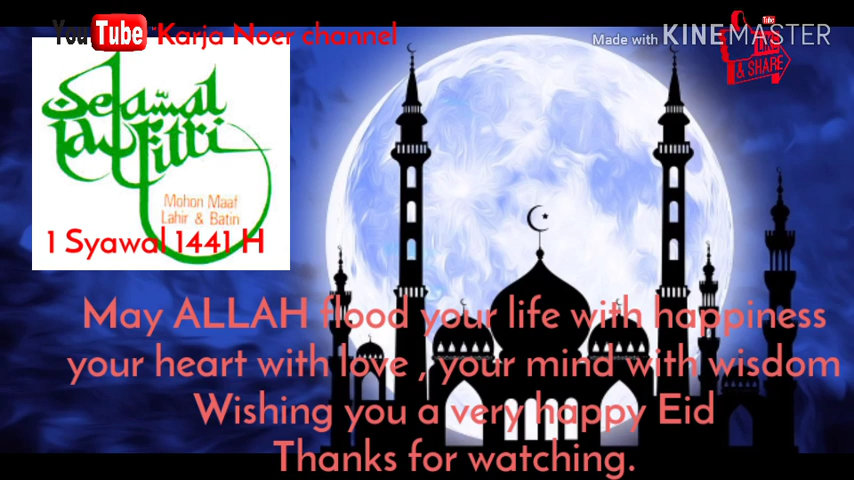 YouTube Karja Noer channel
Made with KINEMASTER
Tube
LIKE
& SHARE
Selamat
Idul Fitri
Mohon Maaf
Lahir & Batin
1 Syawal 1441 H
May ALLAH flood your life with happiness
your heart with love , your mind with wisdom
Wishing you a very happy Eid
Thanks for watching.